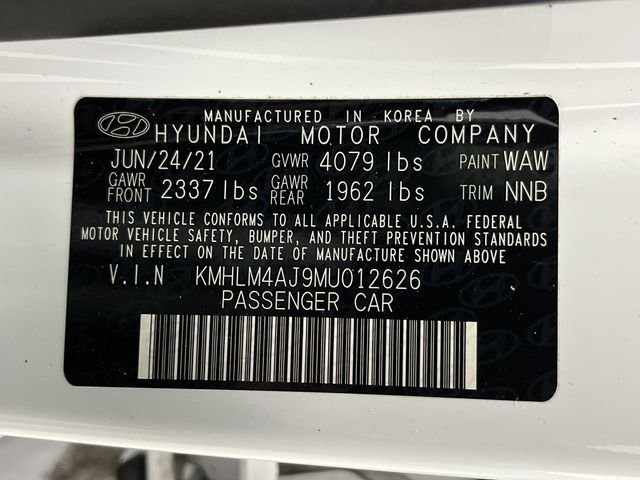 MANUFACTURED IN KOREA BY
HYUNDAI MOTOR COMPANY
JUN/24/21 GVWR 4079 lbs PAINT WAW
GAWR FRONT 2337 lbs GAWR REAR 1962 lbs TRIM NNB
THIS VEHICLE CONFORMS TO ALL APPLICABLE U.S.A. FEDERAL
MOTOR VEHICLE SAFETY, BUMPER, AND THEFT PREVENTION STANDARDS
IN EFFECT ON THE DATE OF MANUFACTURE SHOWN ABOVE
V.I.N KMHLM4AJ9MU012626
PASSENGER CAR